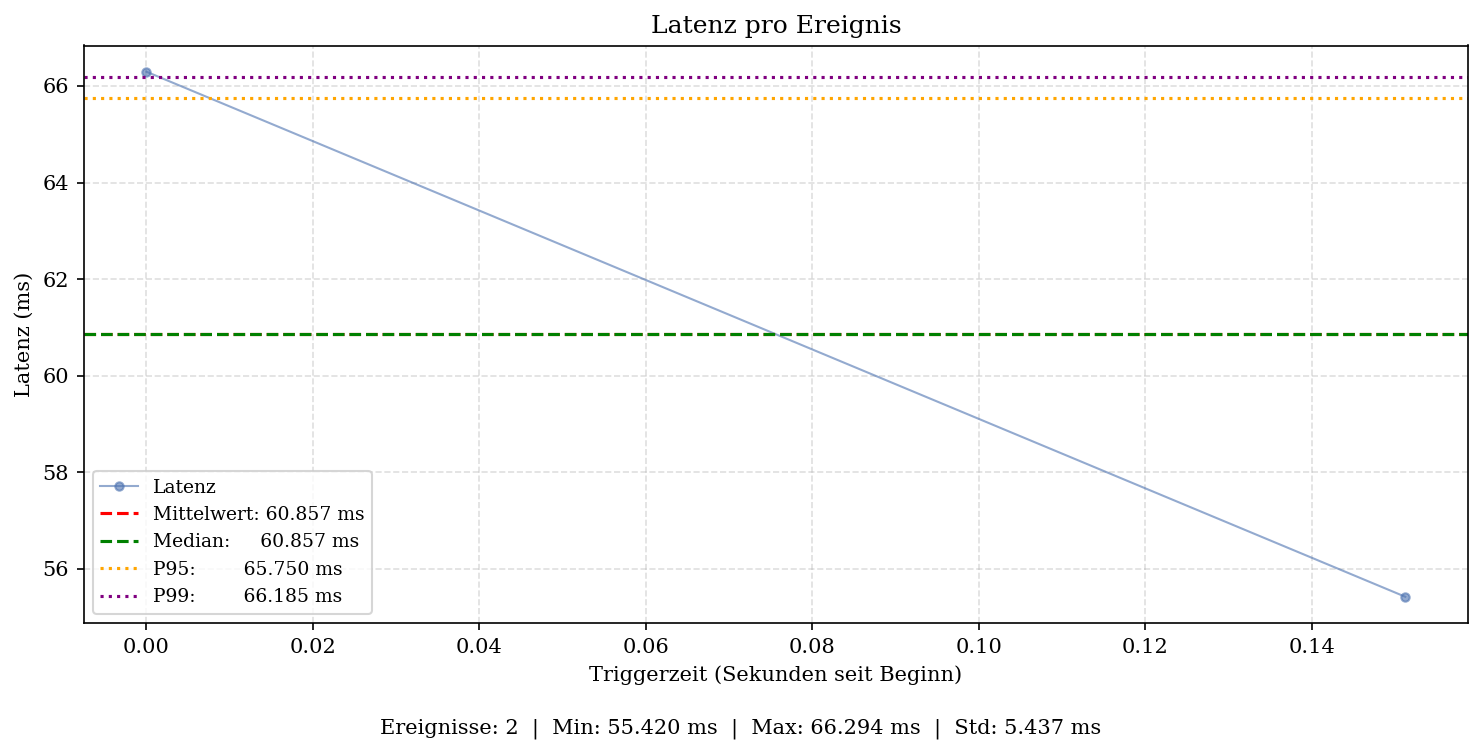 Latenz pro Ereignis
Latenz (ms)
66
64
62
60
58
56
Latenz
Mittelwert: 60.857 ms
Median: 60.857 ms
P95: 65.750 ms
P99: 66.185 ms
0.00 0.02 0.04 0.06 0.08 0.10 0.12 0.14
Triggerzeit (Sekunden seit Beginn)
Ereignisse: 2 | Min: 55.420 ms | Max: 66.294 ms | Std: 5.437 ms